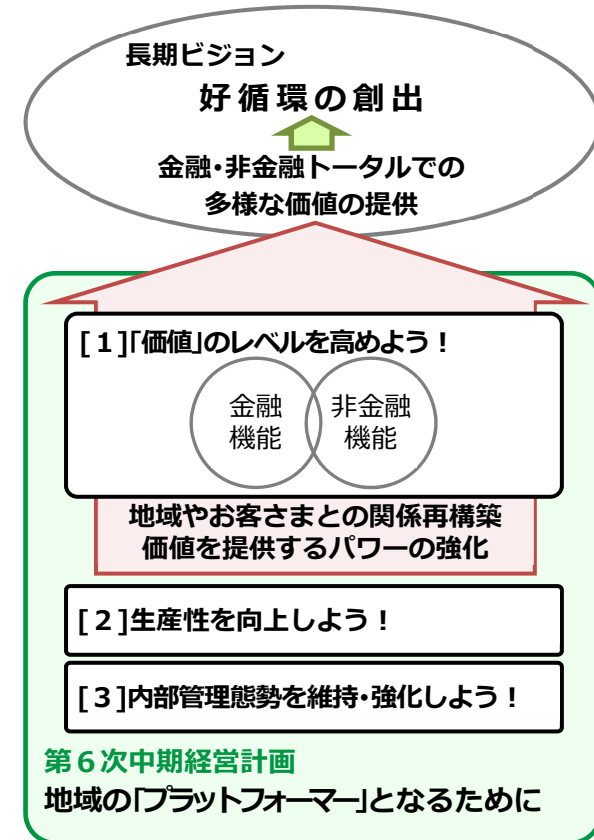 長期ビジョン
好循環の創出
金融・非金融トータルでの
多様な価値の提供
[１]「価値」のレベルを高めよう！
金融
機能
非金融
機能
地域やお客さまとの関係再構築
価値を提供するパワーの強化
[２]生産性を向上しよう！
[３]内部管理態勢を維持・強化しよう！
第６次中期経営計画
地域の「プラットフォーマー」となるために